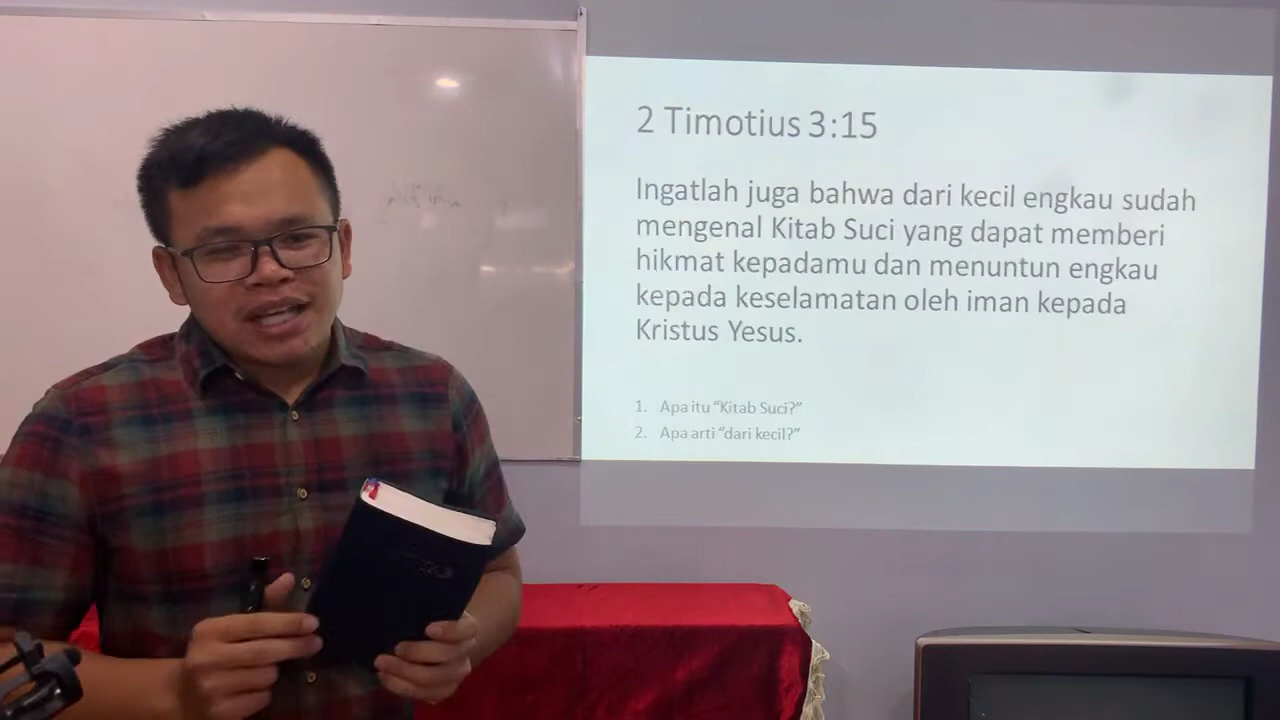 2 Timotius 3:15
Ingatlah juga bahwa dari kecil engkau sudah
mengenal Kitab Suci yang dapat memberi
hikmat kepadamu dan menuntun engkau
kepada keselamatan oleh iman kepada
Kristus Yesus.
1. Apa itu “Kitab Suci?”
2. Apa arti “dari kecil?”